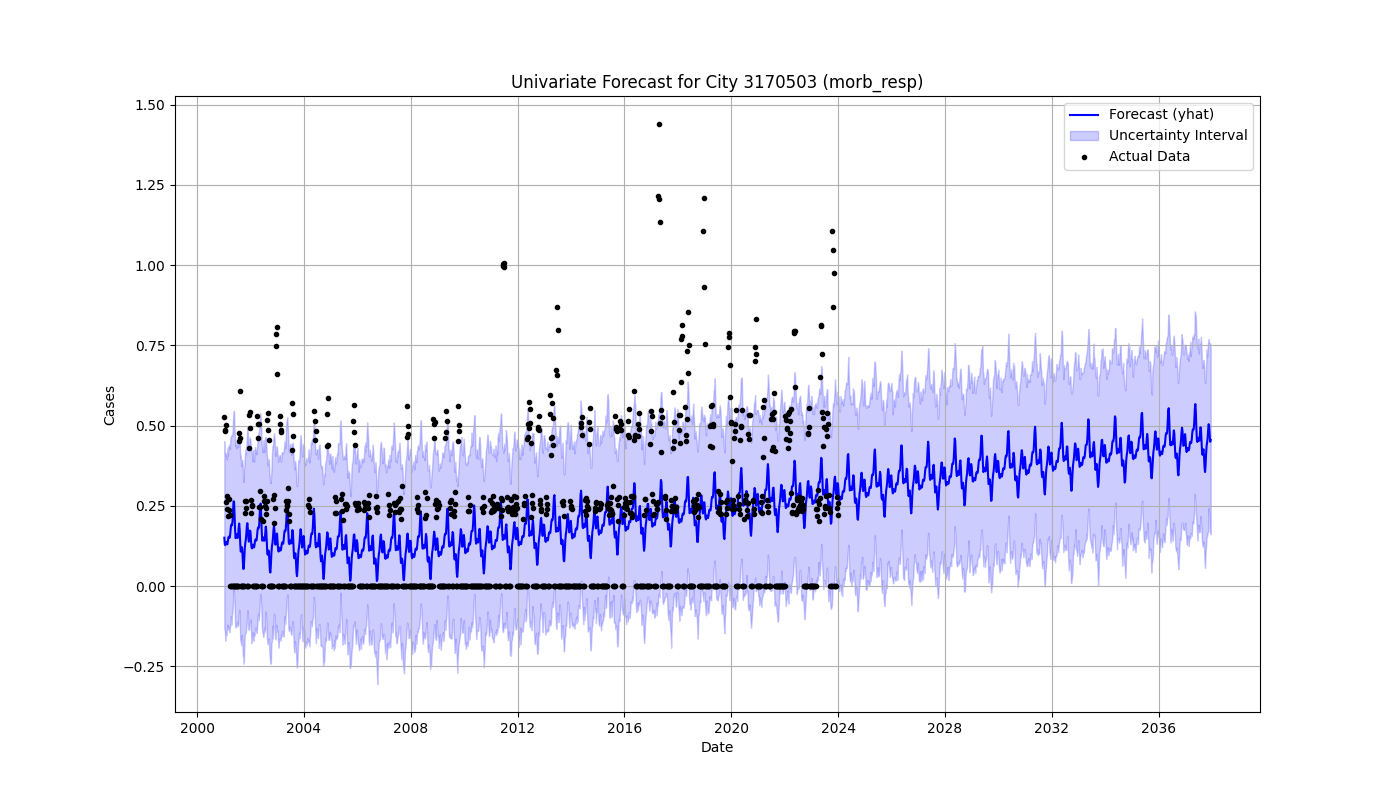 Univariate Forecast for City 3170503 (morb_resp)
Forecast (yhat)
Uncertainty Interval
Actual Data
Cases
1.50
1.25
1.00
0.75
0.50
0.25
0.00
−0.25
2000 2004 2008 2012 2016 2020 2024 2028 2032 2036
Date